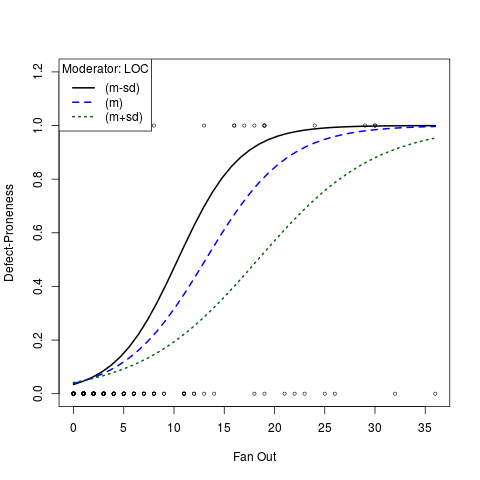 Moderator: LOC
(m-sd)
(m)
(m+sd)
Defect-Proneness
0.0
0.2
0.4
0.6
0.8
1.0
1.2
0 5 10 15 20 25 30 35
Fan Out